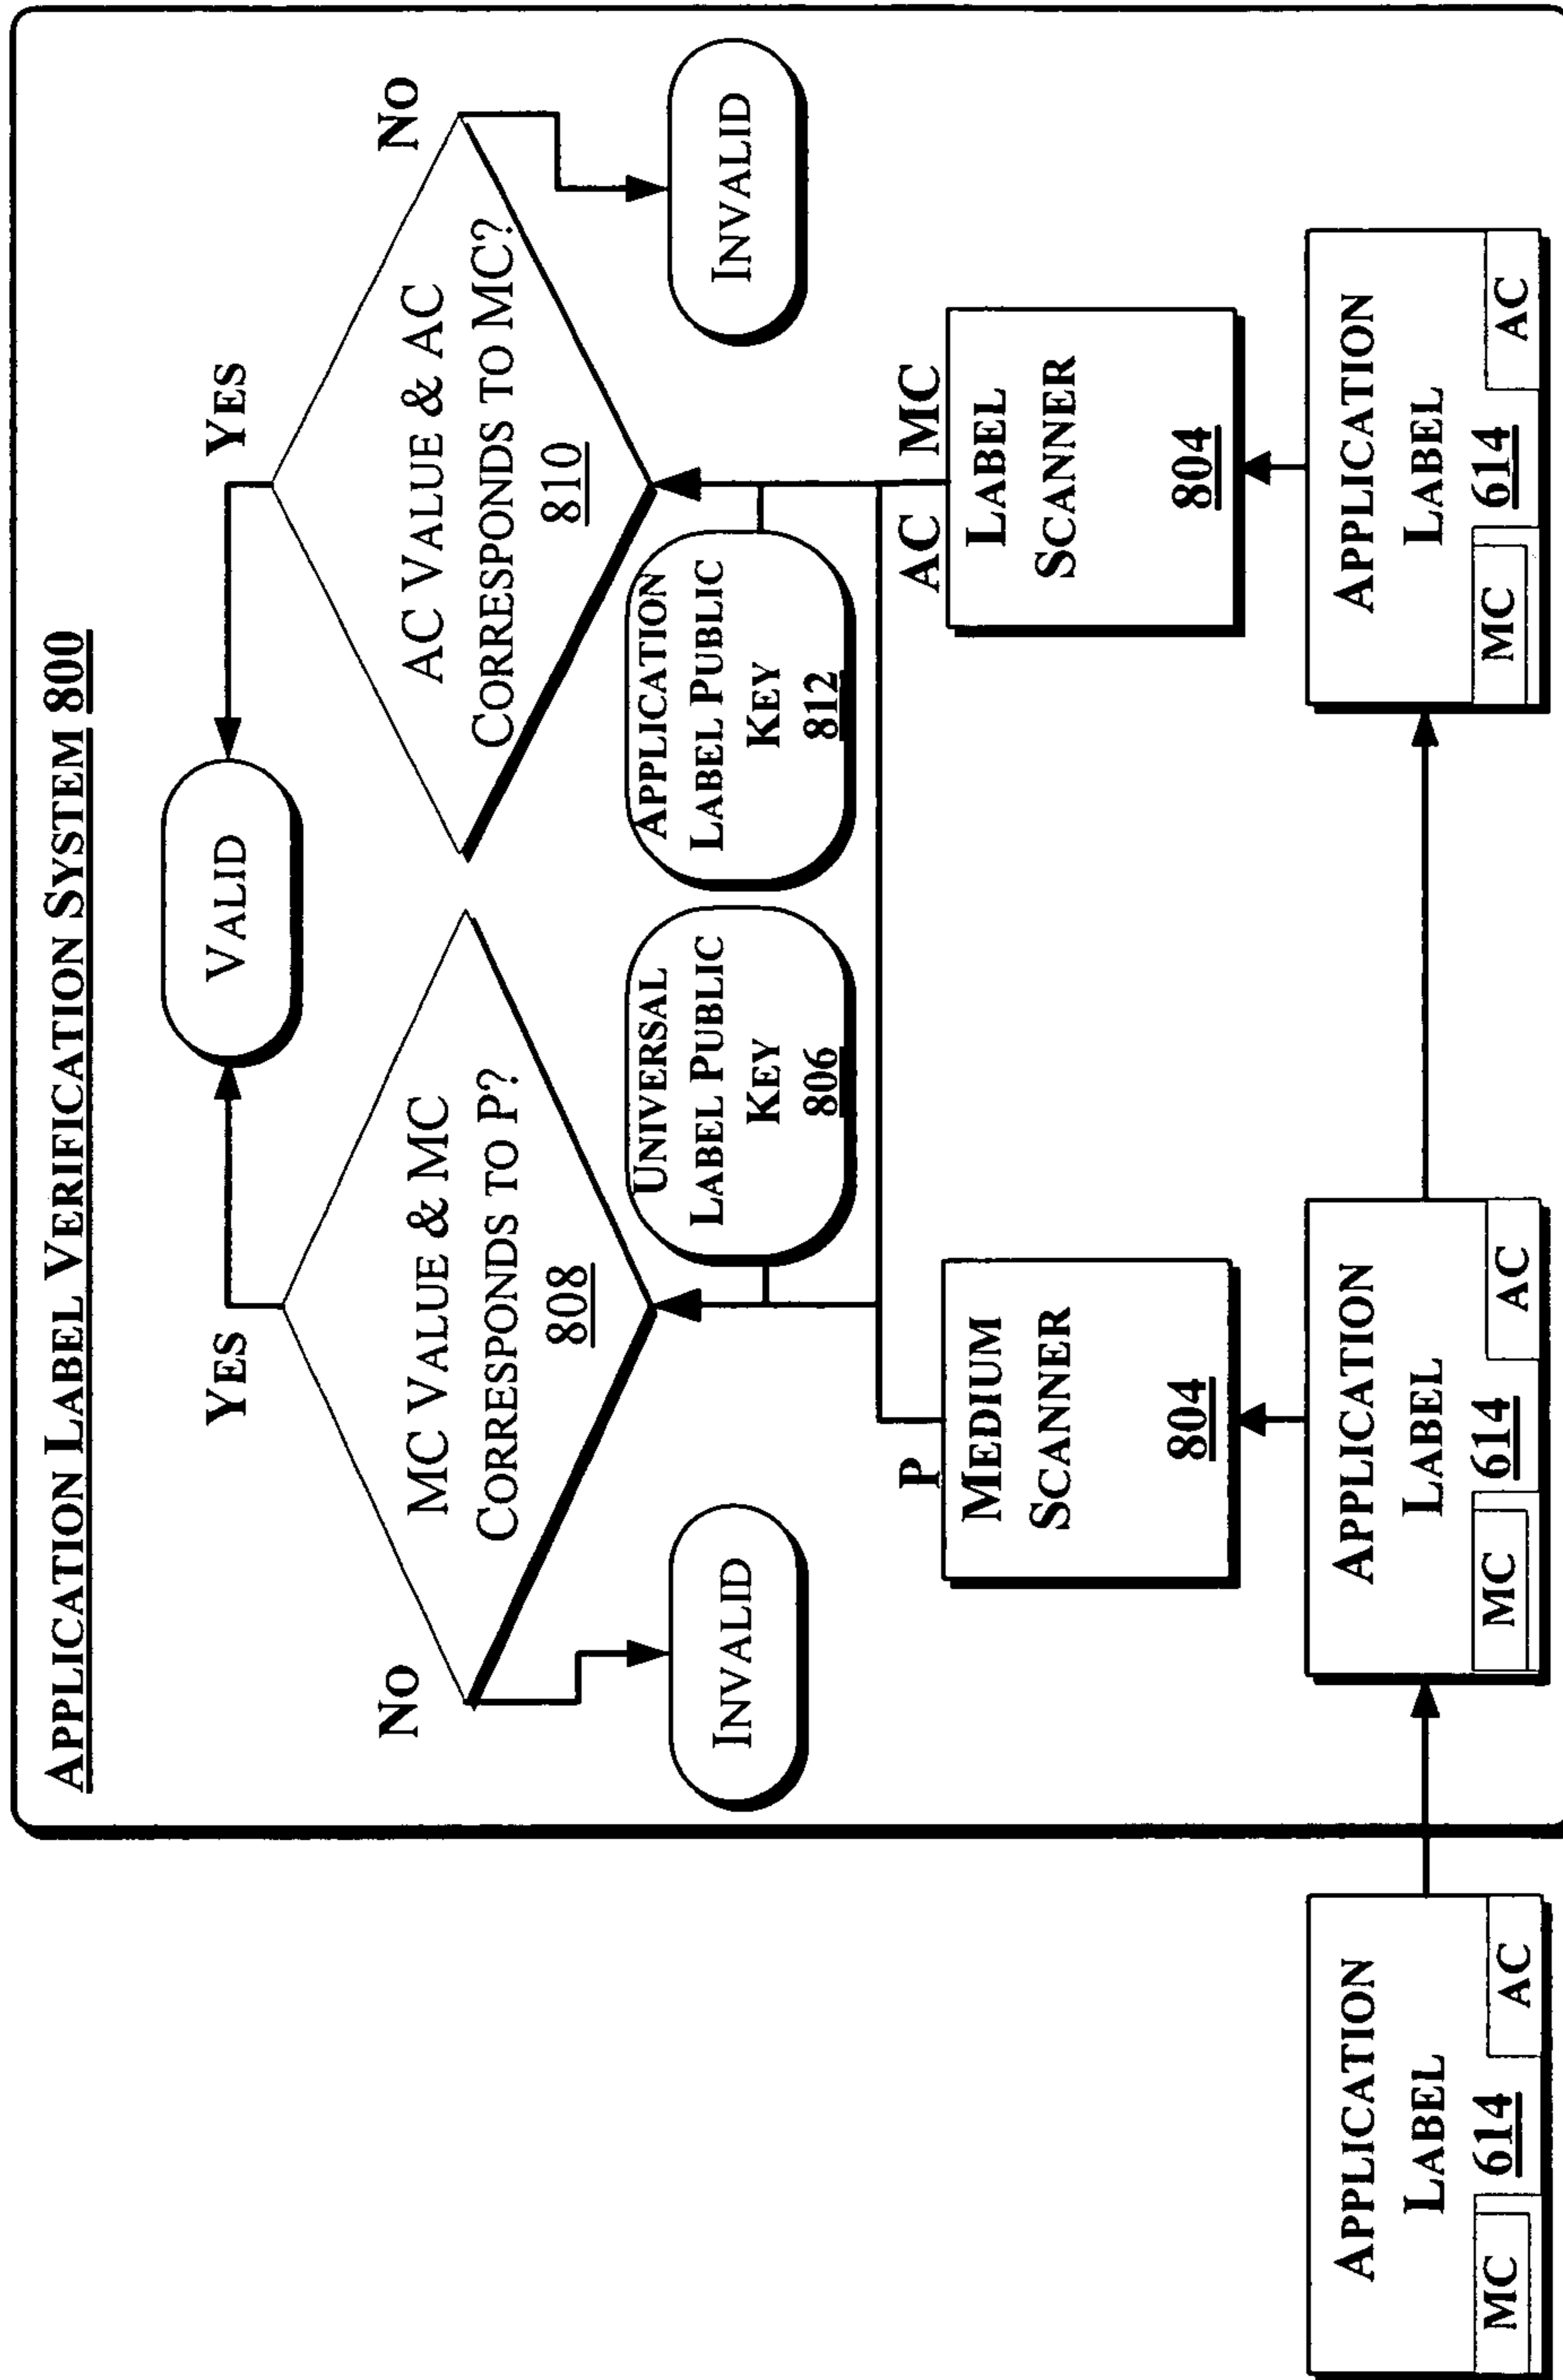 APPLICATION LABEL VERIFICATION SYSTEM 800
VALID
YES
YES
NO
MC VALUE & MC
CORRESPONDS TO P?
808
AC VALUE & AC
CORRESPONDS TO MC?
810
NO
INVALID
UNIVERSAL
LABEL PUBLIC
KEY
806
APPLICATION
LABEL PUBLIC
KEY
812
INVALID
P
AC MC
MEDIUM
SCANNER
804
LABEL
SCANNER
804
APPLICATION
LABEL
614
MC
AC
APPLICATION
LABEL
614
MC
AC
APPLICATION
LABEL
614
MC
AC